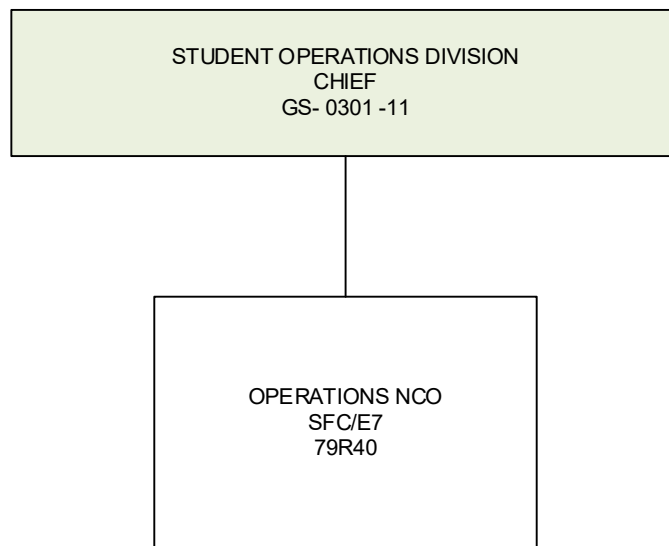 STUDENT OPERATIONS DIVISION
CHIEF
GS- 0301 -11
OPERATIONS NCO
SFC/E7
79R40